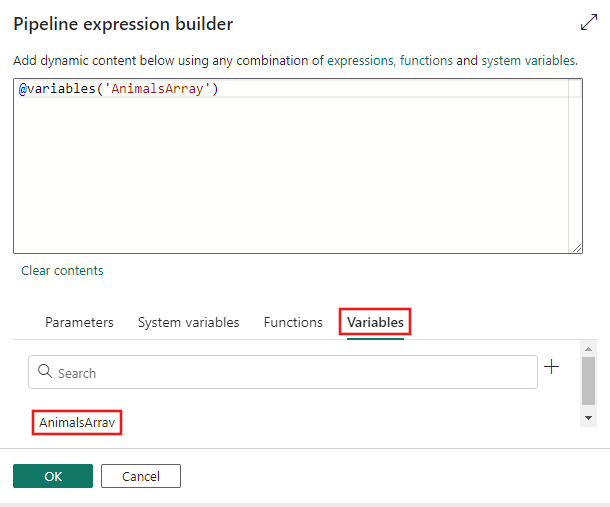 Pipeline expression builder
Add dynamic content below using any combination of expressions, functions and system variables.
@variables('AnimalsArray')
Clear contents
Parameters System variables Functions Variables
Search
AnimalsArray
OK Cancel